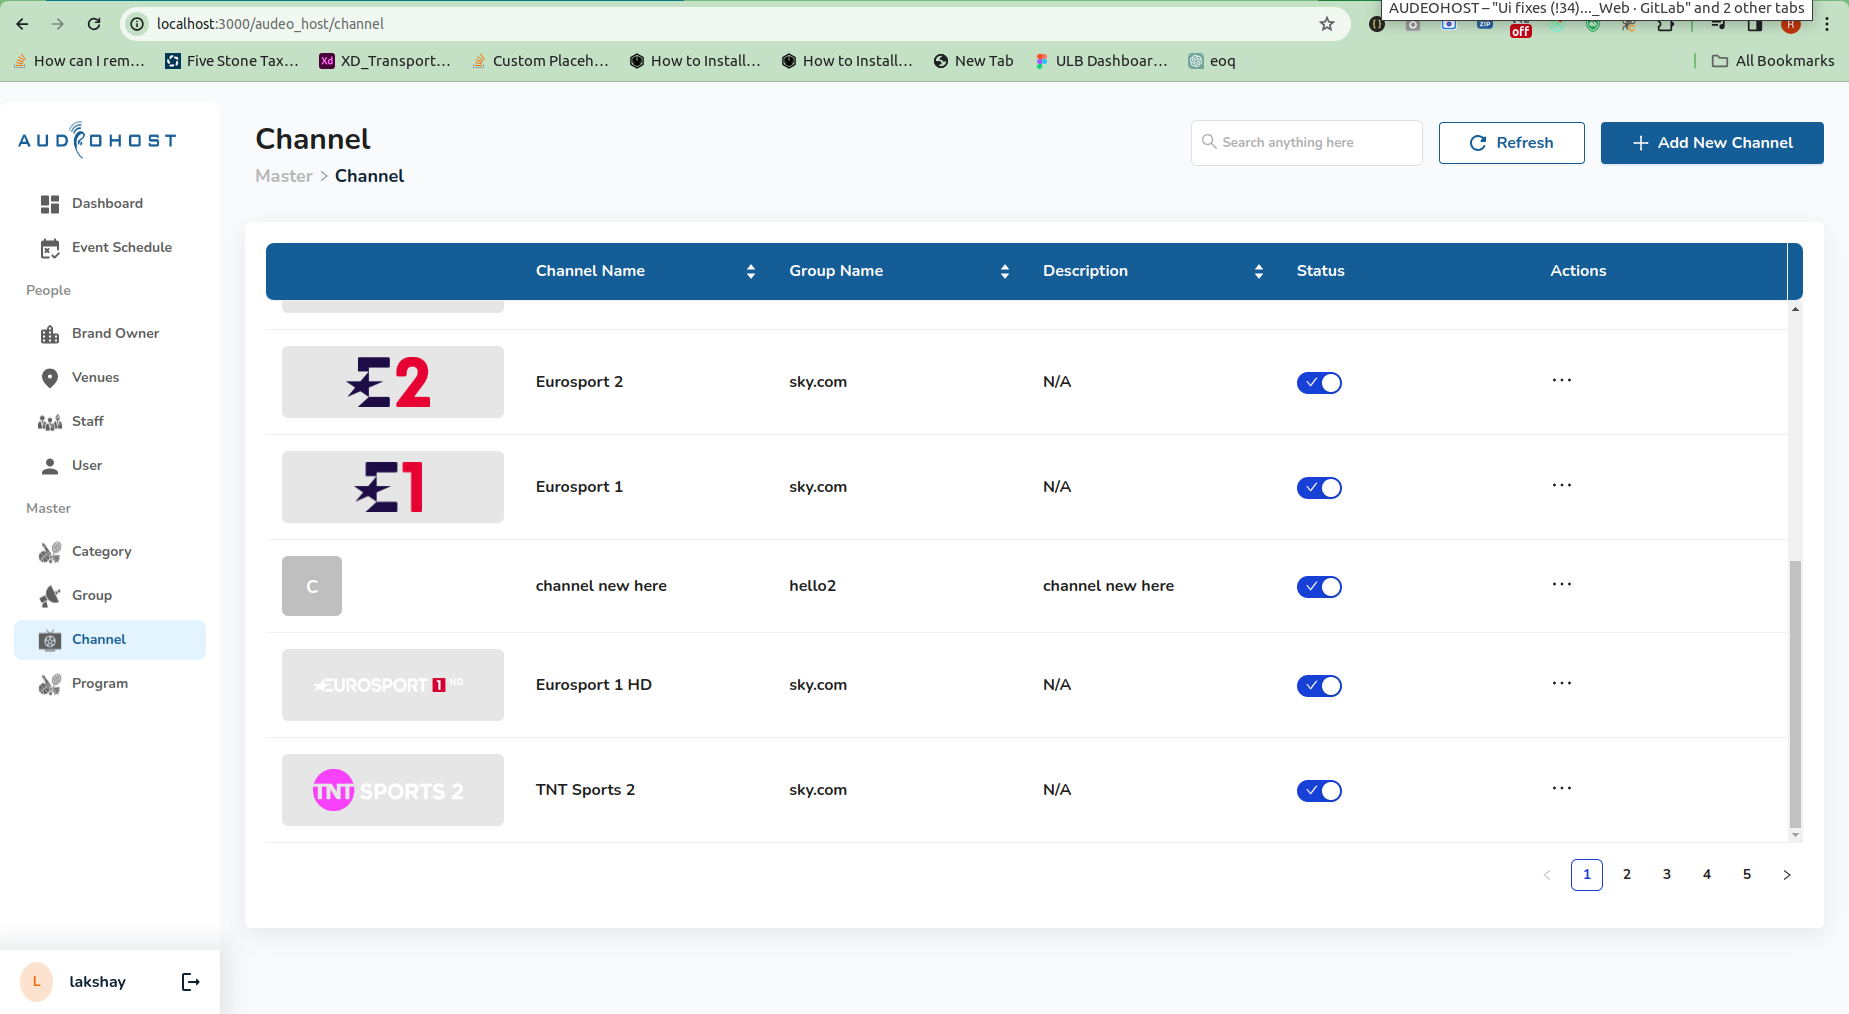 AUDEOHOST – "Ui fixes (!34)..._Web · GitLab" and 2 other tabs
localhost:3000/audeo_host/channel
off
R
How can I rem...
Five Stone Tax...
Xd XD_Transport...
Custom Placeh...
How to Install...
How to Install...
New Tab
ULB Dashboar...
eoq
All Bookmarks
AUDEOHOST
Dashboard
Event Schedule
People
Brand Owner
Venues
Staff
User
Master
Category
Group
Channel
Program
L lakshay
Channel
Master > Channel
Search anything here
Refresh
+ Add New Channel
Channel Name Group Name Description Status Actions
E2 Eurosport 2 sky.com N/A ...
E1 Eurosport 1 sky.com N/A ...
C channel new here hello2 channel new here ...
EUROSPORT 1 HD Eurosport 1 HD sky.com N/A ...
TNT SPORTS 2 TNT Sports 2 sky.com N/A ...
< 1 2 3 4 5 >